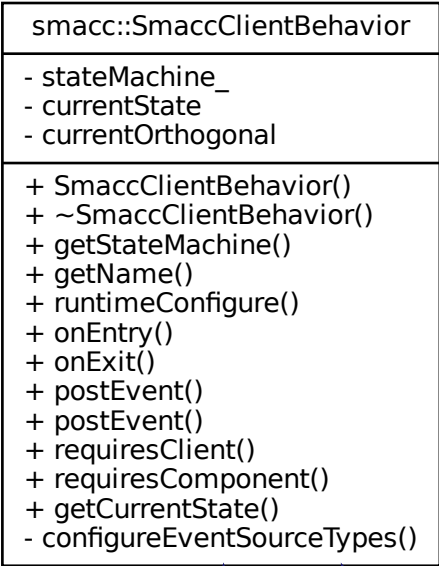 smacc::SmaccClientBehavior
- stateMachine_
- currentState
- currentOrthogonal
+ SmaccClientBehavior()
+ ~SmaccClientBehavior()
+ getStateMachine()
+ getName()
+ runtimeConfigure()
+ onEntry()
+ onExit()
+ postEvent()
+ postEvent()
+ requiresClient()
+ requiresComponent()
+ getCurrentState()
- configureEventSourceTypes()